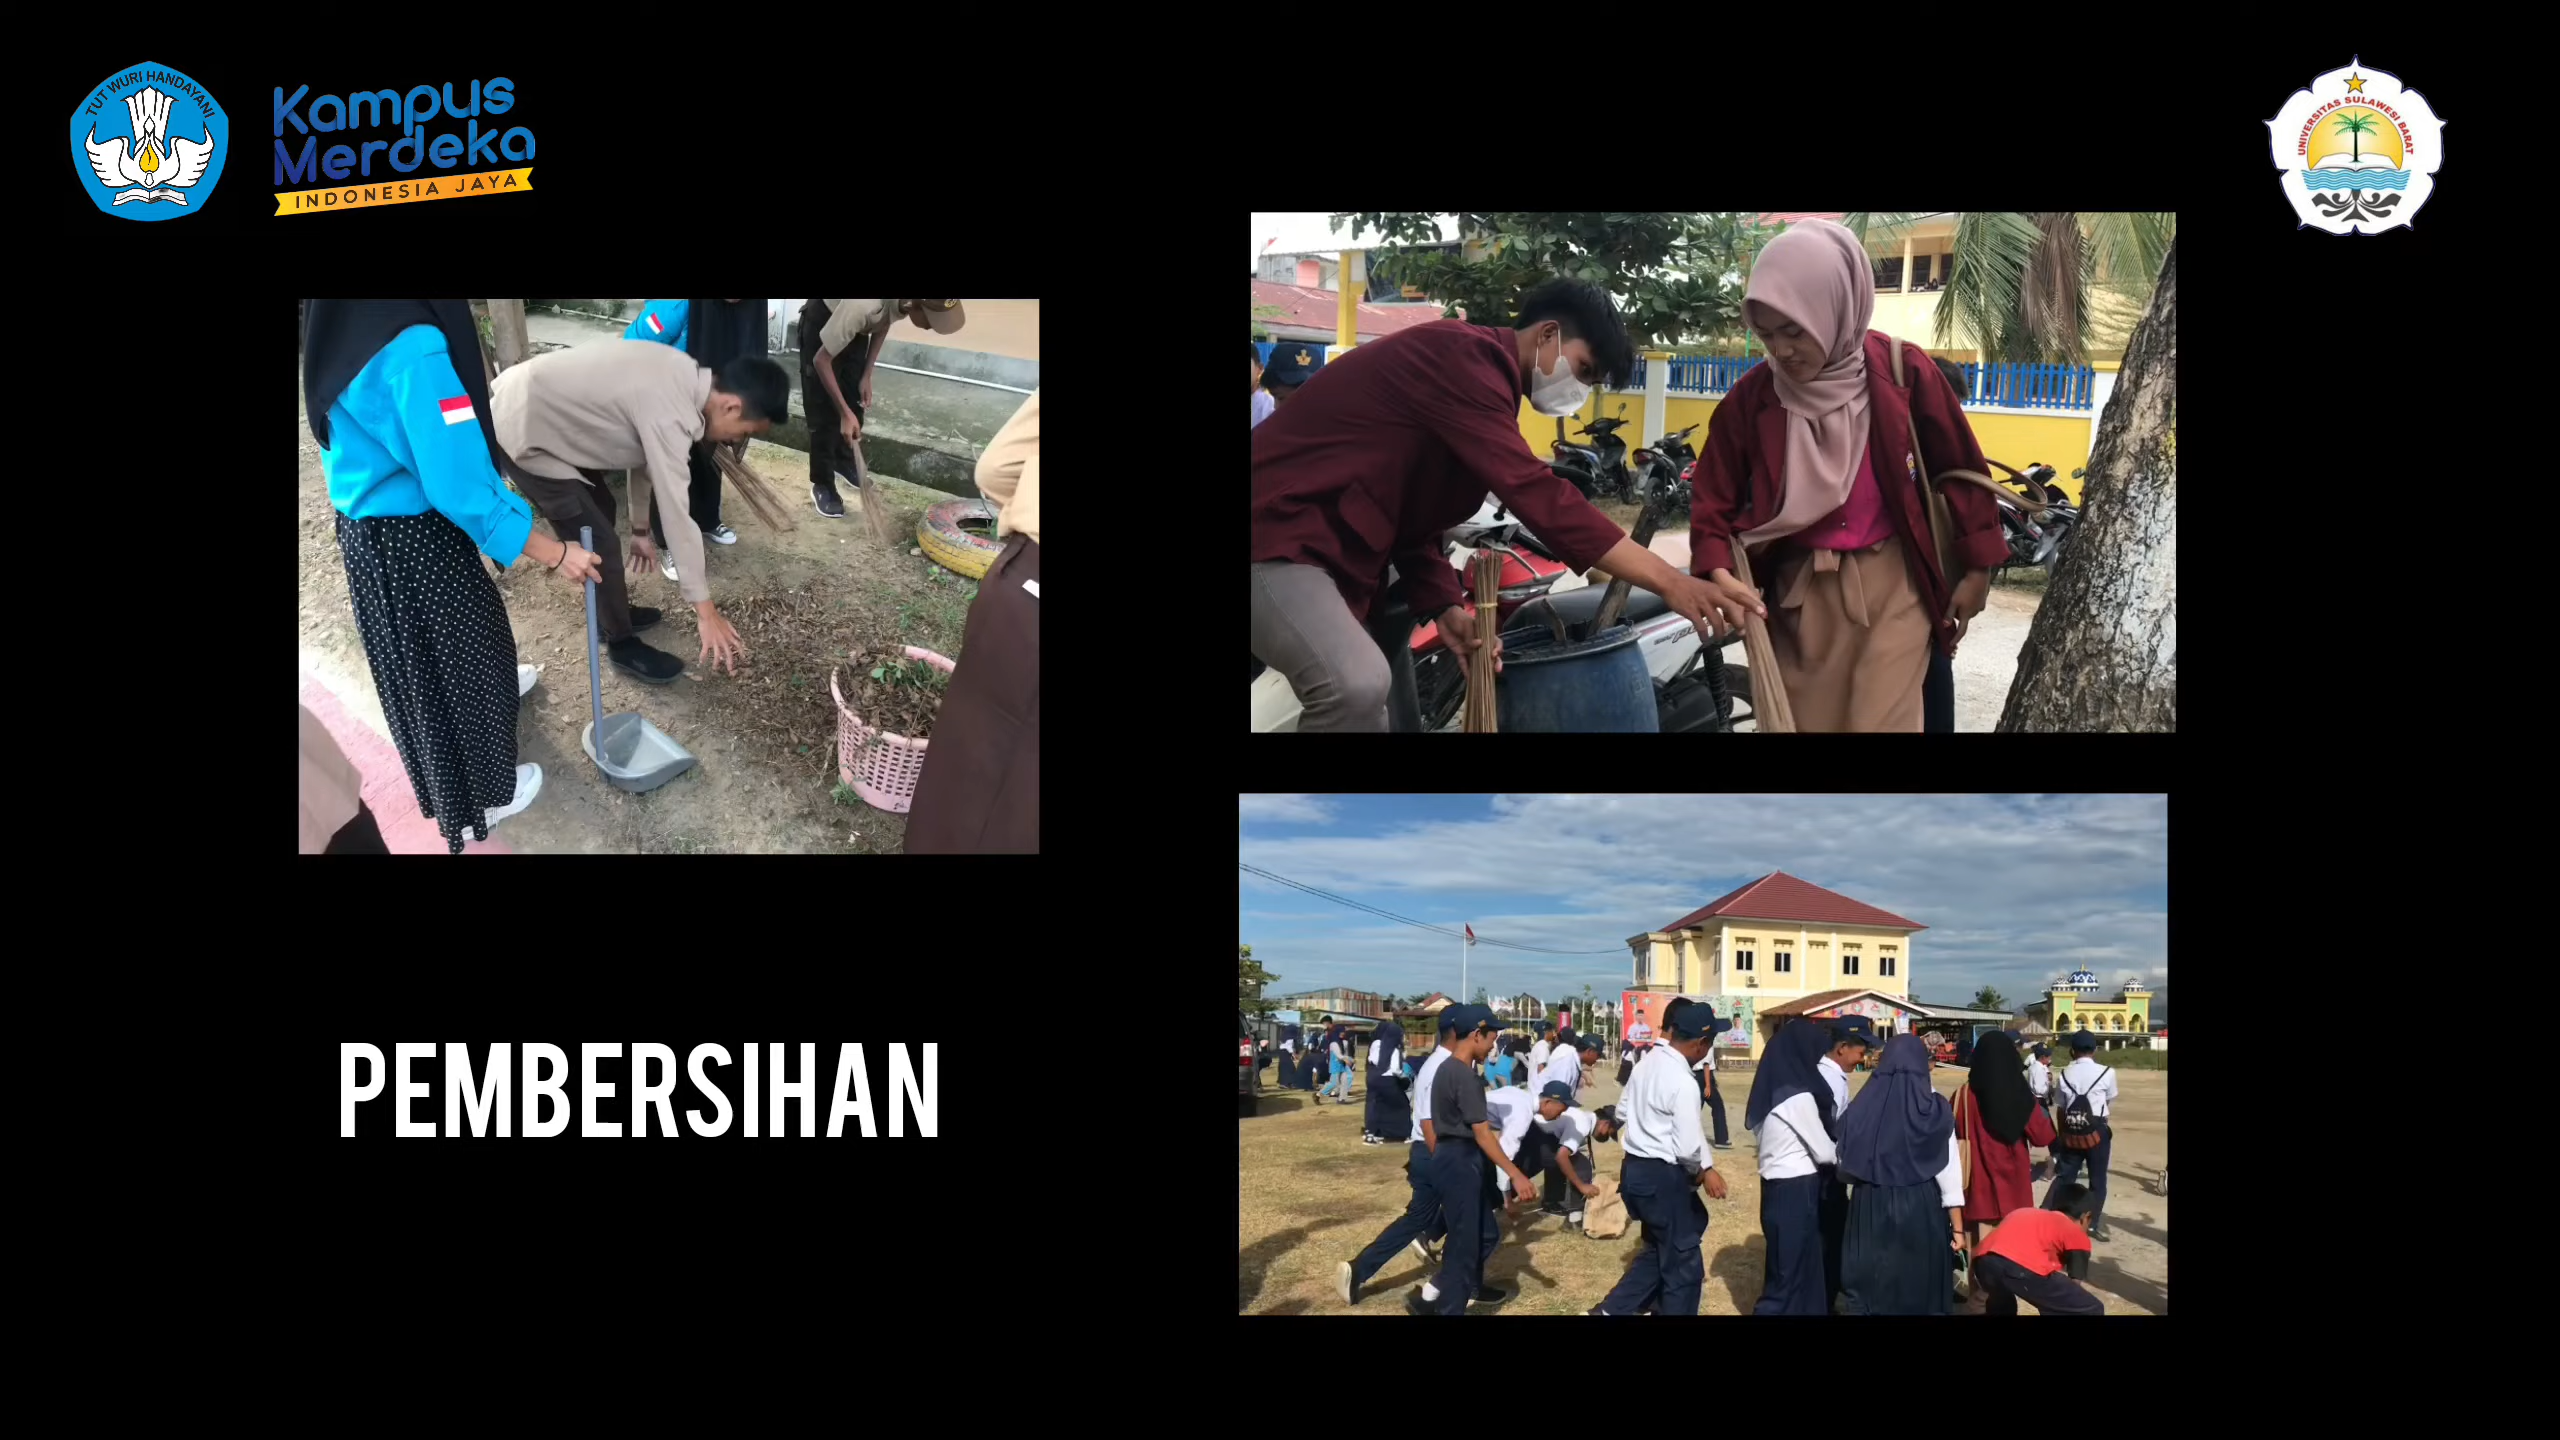 TUT WURI HANDAYANI
Kampus
Merdeka
INDONESIA JAYA
UNIVERSITAS SULAWESI BARAT
PEMBERSIHAN